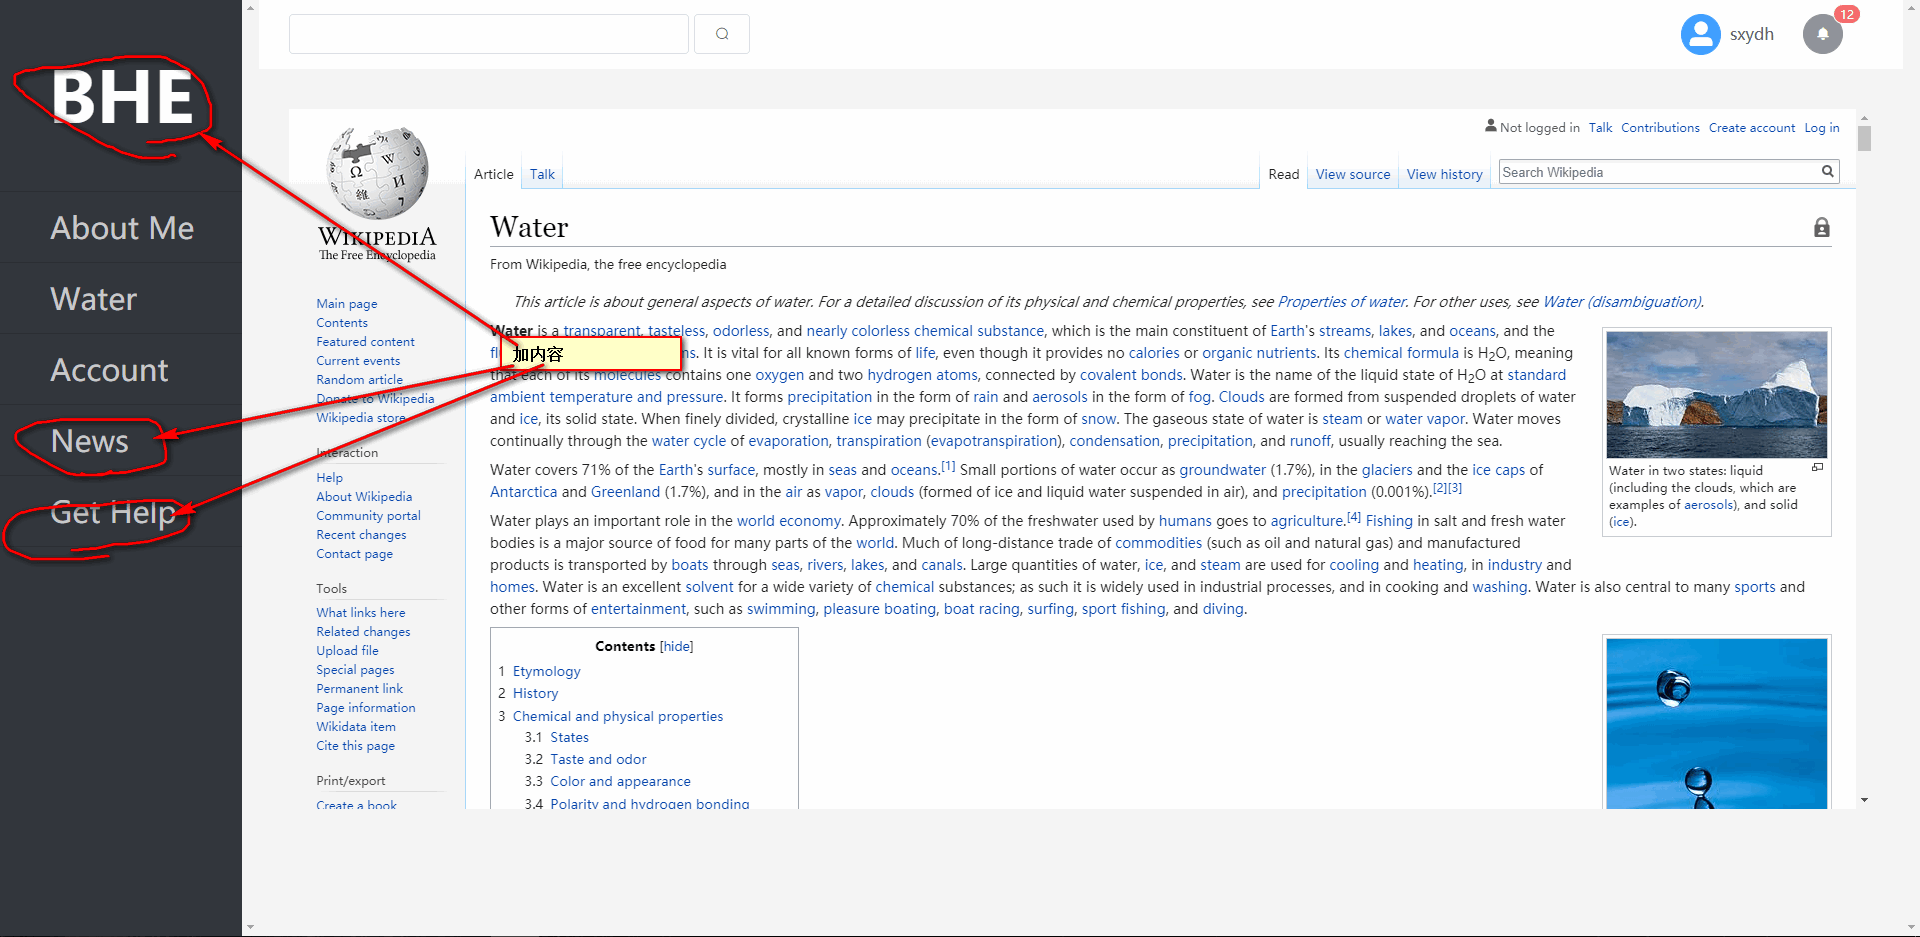 BHE
About Me
Water
Account
News
Get Help
sxydh
12
Not logged in Talk Contributions Create account Log in
WIKIPEDIA
The Free Encyclopedia
Article Talk Read View source View history Search Wikipedia
Main page
Contents
Featured content
Current events
Random article
Donate to Wikipedia
Wikipedia store
Interaction
Help
About Wikipedia
Community portal
Recent changes
Contact page
Tools
What links here
Related changes
Upload file
Special pages
Permanent link
Page information
Wikidata item
Cite this page
Print/export
Create a book
Water
From Wikipedia, the free encyclopedia
This article is about general aspects of water. For a detailed discussion of its physical and chemical properties, see Properties of water. For other uses, see Water (disambiguation).
Water is a transparent, tasteless, odorless, and nearly colorless chemical substance, which is the main constituent of Earth's streams, lakes, and oceans, and the
加内容
It is vital for all known forms of life, even though it provides no calories or organic nutrients. Its chemical formula is H2O, meaning
that each of its molecules contains one oxygen and two hydrogen atoms, connected by covalent bonds. Water is the name of the liquid state of H2O at standard
ambient temperature and pressure. It forms precipitation in the form of rain and aerosols in the form of fog. Clouds are formed from suspended droplets of water
and ice, its solid state. When finely divided, crystalline ice may precipitate in the form of snow. The gaseous state of water is steam or water vapor. Water moves
continually through the water cycle of evaporation, transpiration (evapotranspiration), condensation, precipitation, and runoff, usually reaching the sea.
Water covers 71% of the Earth's surface, mostly in seas and oceans.[1] Small portions of water occur as groundwater (1.7%), in the glaciers and the ice caps of
Antarctica and Greenland (1.7%), and in the air as vapor, clouds (formed of ice and liquid water suspended in air), and precipitation (0.001%).[2][3]
Water plays an important role in the world economy. Approximately 70% of the freshwater used by humans goes to agriculture.[4] Fishing in salt and fresh water
bodies is a major source of food for many parts of the world. Much of long-distance trade of commodities (such as oil and natural gas) and manufactured
products is transported by boats through seas, rivers, lakes, and canals. Large quantities of water, ice, and steam are used for cooling and heating, in industry and
homes. Water is an excellent solvent for a wide variety of chemical substances; as such it is widely used in industrial processes, and in cooking and washing. Water is also central to many sports and
other forms of entertainment, such as swimming, pleasure boating, boat racing, surfing, sport fishing, and diving.
Water in two states: liquid
(including the clouds, which are
examples of aerosols), and solid
(ice).
Contents [hide]
1 Etymology
2 History
3 Chemical and physical properties
3.1 States
3.2 Taste and odor
3.3 Color and appearance
3.4 Polarity and hydrogen bonding